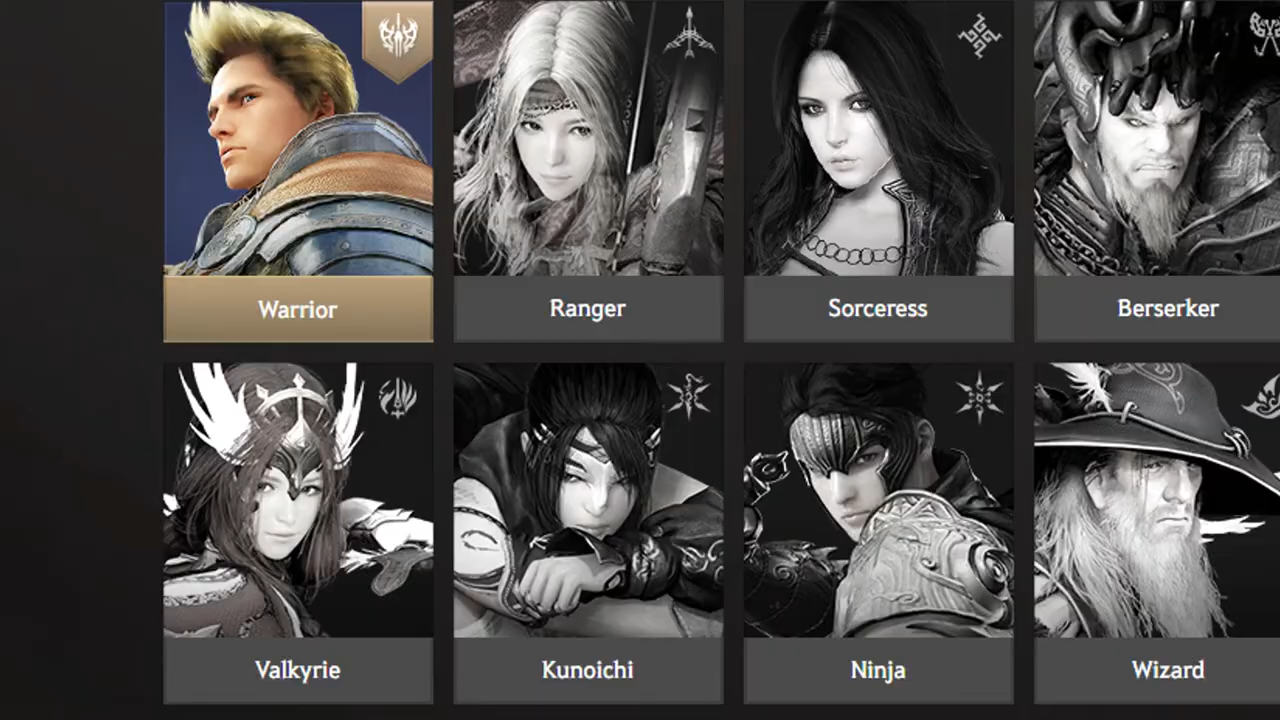 Warrior
Ranger
Sorceress
Berserker
Valkyrie
Kunoichi
Ninja
Wizard